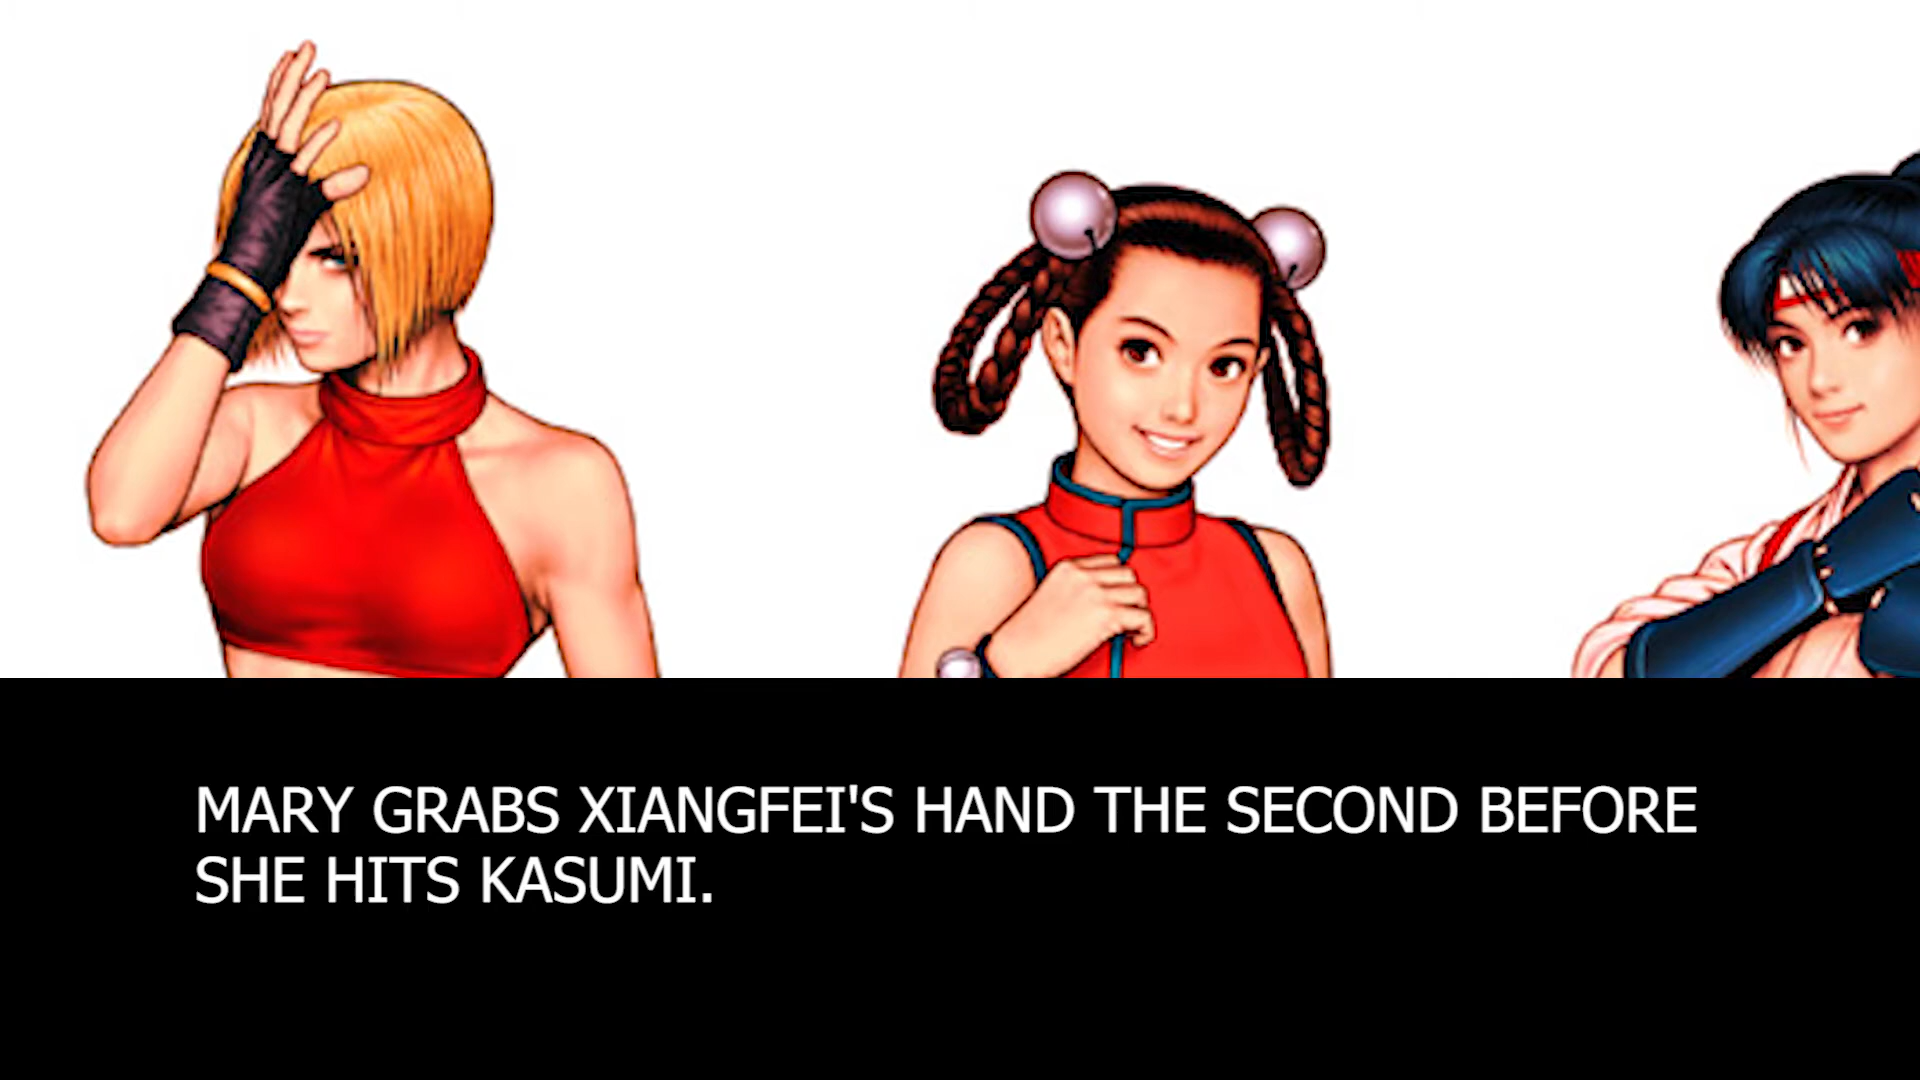 MARY GRABS XIANGFEI'S HAND THE SECOND BEFORE
SHE HITS KASUMI.